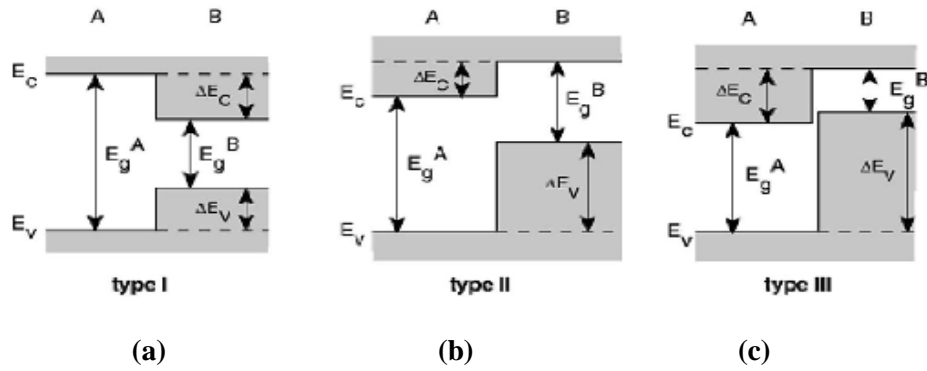 A B
E_C
ΔE_C
E_g^A
E_g^B
ΔE_V
E_V
type I
(a)
A B
ΔE_C
E_C
E_g^B
E_g^A
ΔE_V
E_V
type II
(b)
A B
ΔE_C
E_g^B
E_C
E_g^A
ΔE_V
E_V
type III
(c)